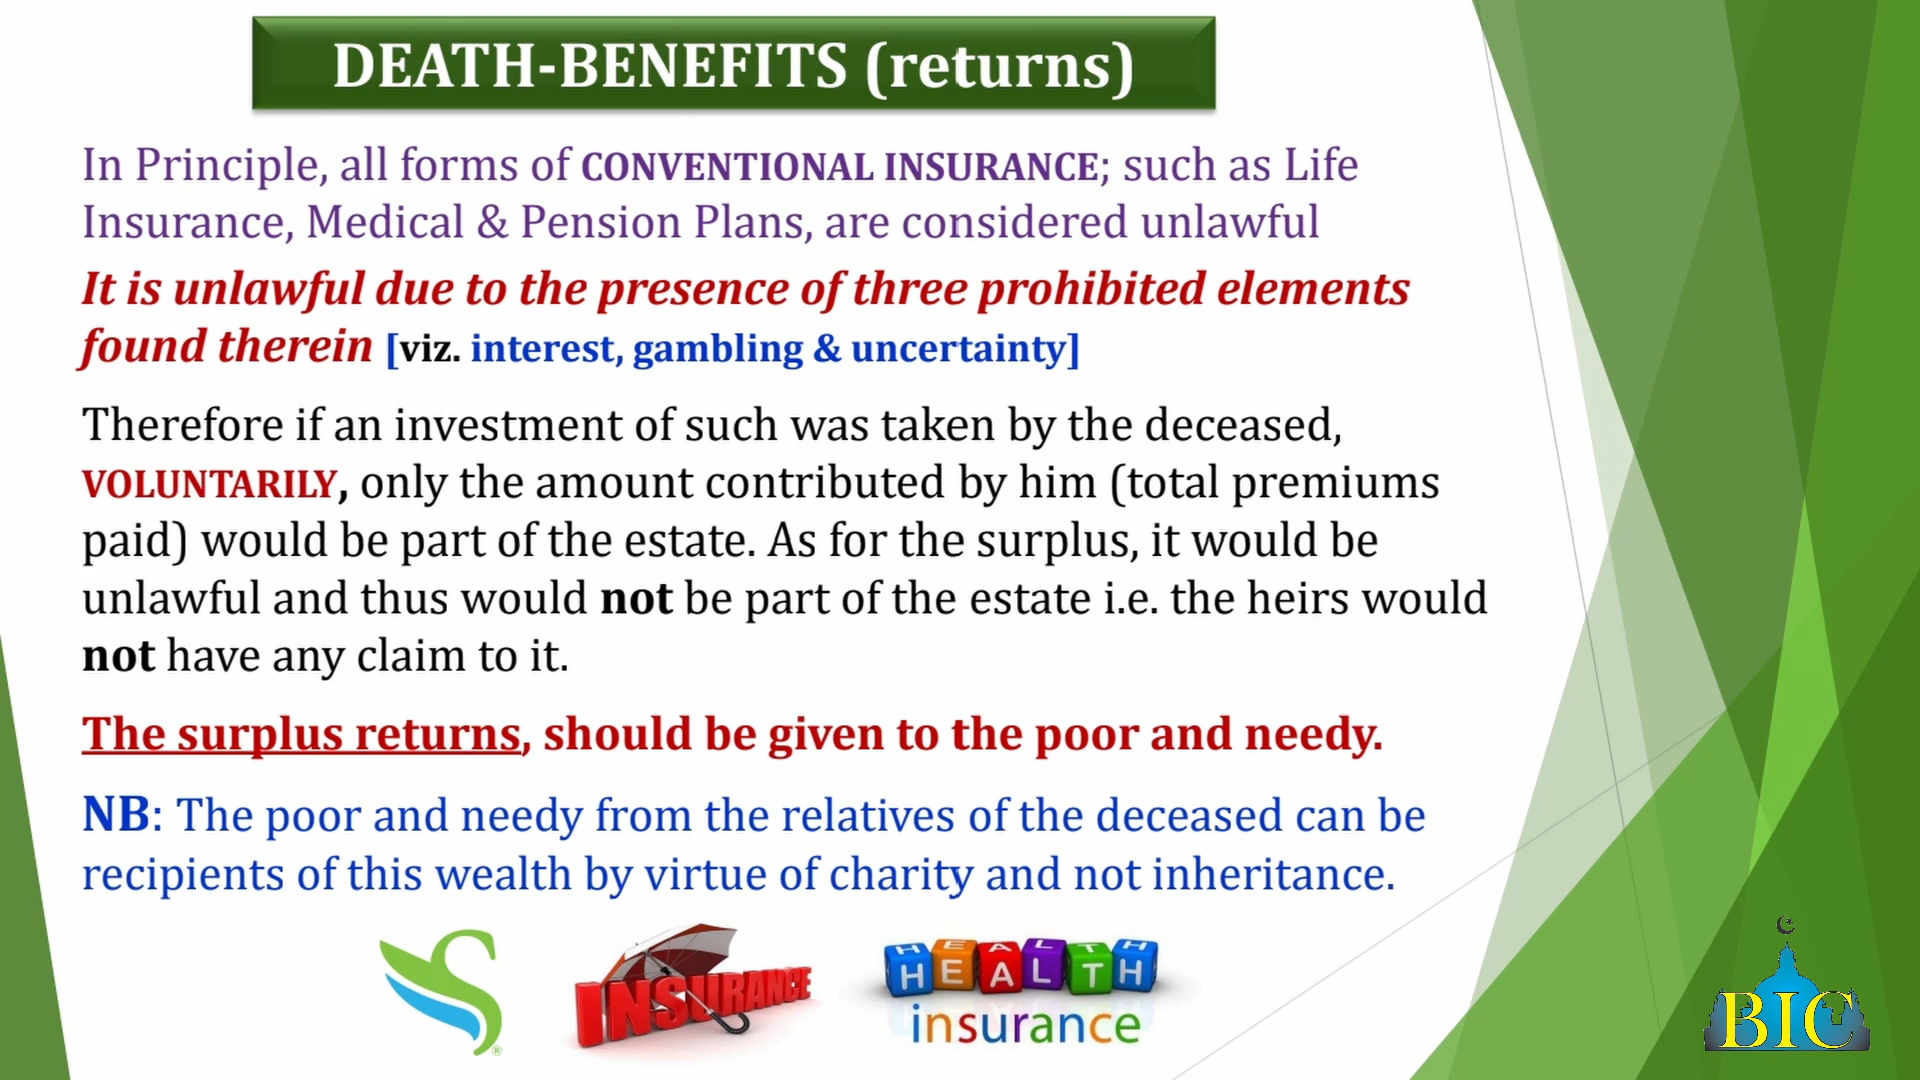 DEATH-BENEFITS (returns)
In Principle, all forms of CONVENTIONAL INSURANCE; such as Life
Insurance, Medical & Pension Plans, are considered unlawful
It is unlawful due to the presence of three prohibited elements
found therein [viz. interest, gambling & uncertainty]
Therefore if an investment of such was taken by the deceased,
VOLUNTARILY, only the amount contributed by him (total premiums
paid) would be part of the estate. As for the surplus, it would be
unlawful and thus would not be part of the estate i.e. the heirs would
not have any claim to it.
The surplus returns, should be given to the poor and needy.
NB: The poor and needy from the relatives of the deceased can be
recipients of this wealth by virtue of charity and not inheritance.
INSURANCE
HEALTH
insurance
BIC